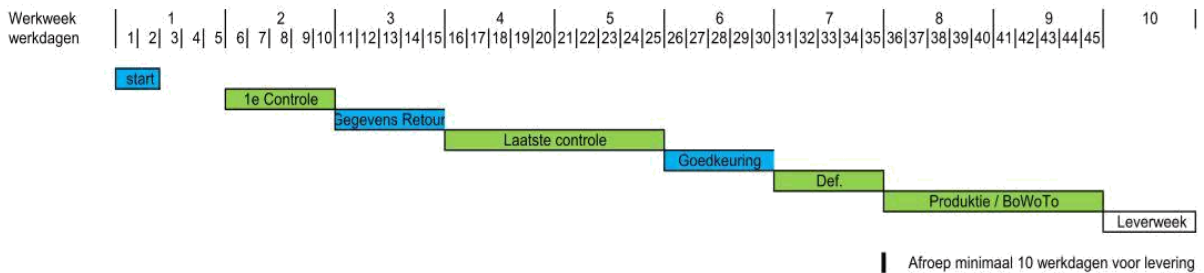 Werkweek 1 2 3 4 5 6 7 8 9 10
werkdagen 1 2 3 4 5 6 7 8 9 10 11 12 13 14 15 16 17 18 19 20 21 22 23 24 25 26 27 28 29 30 31 32 33 34 35 36 37 38 39 40 41 42 43 44 45
start
1e Controle
Gegevens Retour
Laatste controle
Goedkeuring
Def.
Produktie / BoWoTo
Leverweek
Afroep minimaal 10 werkdagen voor levering